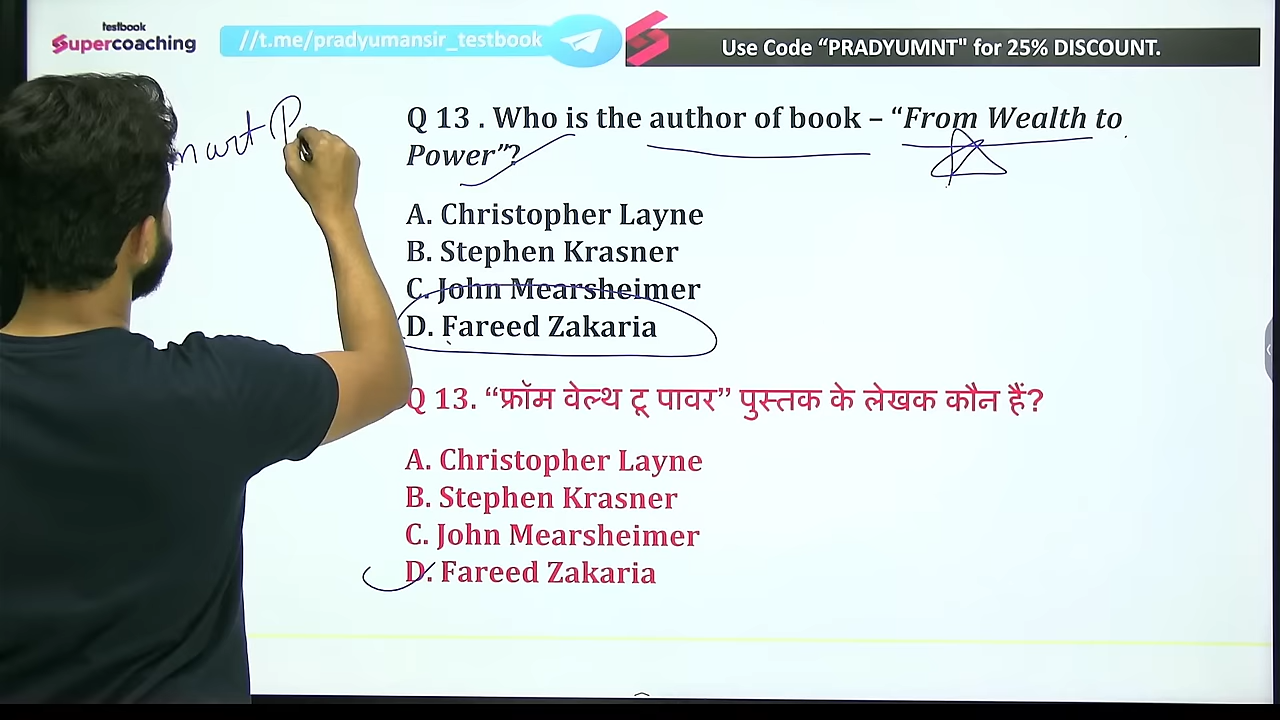 testbook
Supercoaching
//t.me/pradyumansir_testbook
Use Code “PRADYUMNT" for 25% DISCOUNT.
mart P
Q 13 . Who is the author of book – “From Wealth to
Power”?
A. Christopher Layne
B. Stephen Krasner
C. John Mearsheimer
D. Fareed Zakaria
Q 13. “फ्रॉम वेल्थ टू पावर” पुस्तक के लेखक कौन हैं?
A. Christopher Layne
B. Stephen Krasner
C. John Mearsheimer
D. Fareed Zakaria